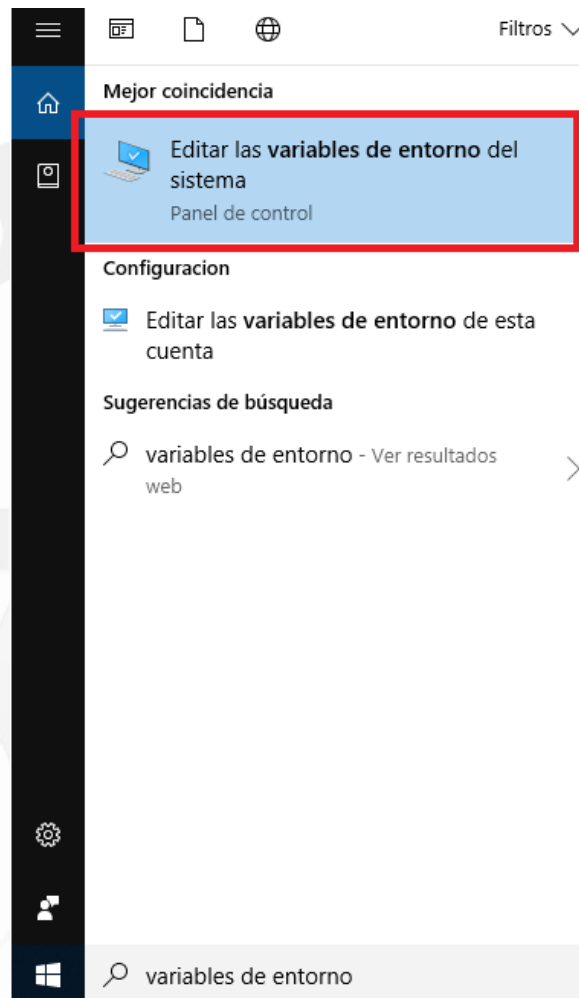 Filtros
Mejor coincidencia
Editar las variables de entorno del
sistema
Panel de control
Configuracion
Editar las variables de entorno de esta
cuenta
Sugerencias de búsqueda
variables de entorno - Ver resultados
web
variables de entorno